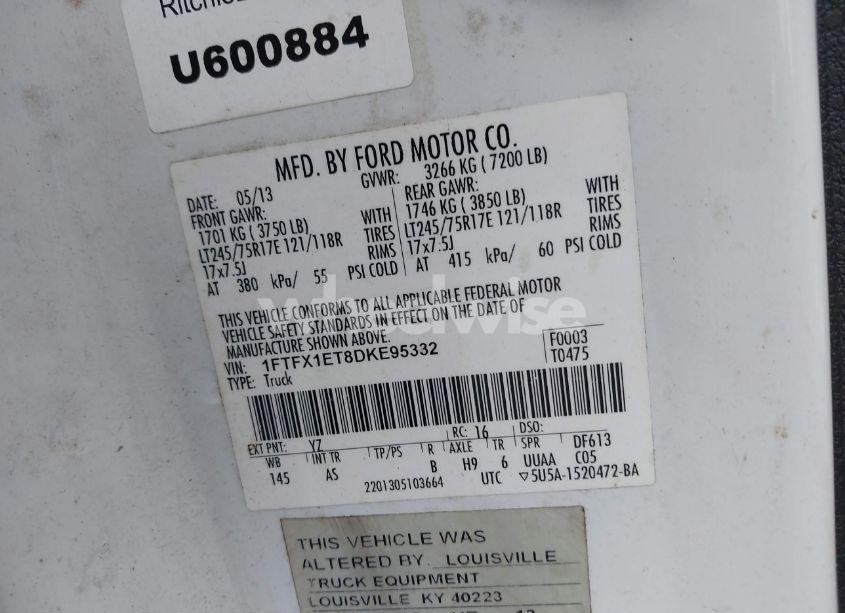 U600884
MFD. BY FORD MOTOR CO.
DATE: 05/13 GVWR: 3266 KG ( 7200 LB)
FRONT GAWR: REAR GAWR:
1701 KG ( 3750 LB) WITH 1746 KG ( 3850 LB) WITH
LT245/75R17E 121/118R TIRES LT245/75R17E 121/118R TIRES
17x7.5J RIMS 17x7.5J RIMS
AT 380 kPa/ 55 PSI COLD AT 415 kPa/ 60 PSI COLD
THIS VEHICLE CONFORMS TO ALL APPLICABLE FEDERAL MOTOR
VEHICLE SAFETY STANDARDS IN EFFECT ON THE DATE OF
MANUFACTURE SHOWN ABOVE.
wheelwise
VIN: 1FTFX1ET8DKE95332 F0003
TYPE: Truck T0475
EXT PNT: YZ RC: 16 DSO:
WB INT TR TP/PS R AXLE TR SPR DF613
145 AS B H9 6 UUAA C05
2201305103664 UTC ▽5U5A-1520472-BA
THIS VEHICLE WAS
ALTERED BY. LOUISVILLE
TRUCK EQUIPMENT
LOUISVILLE KY 40223